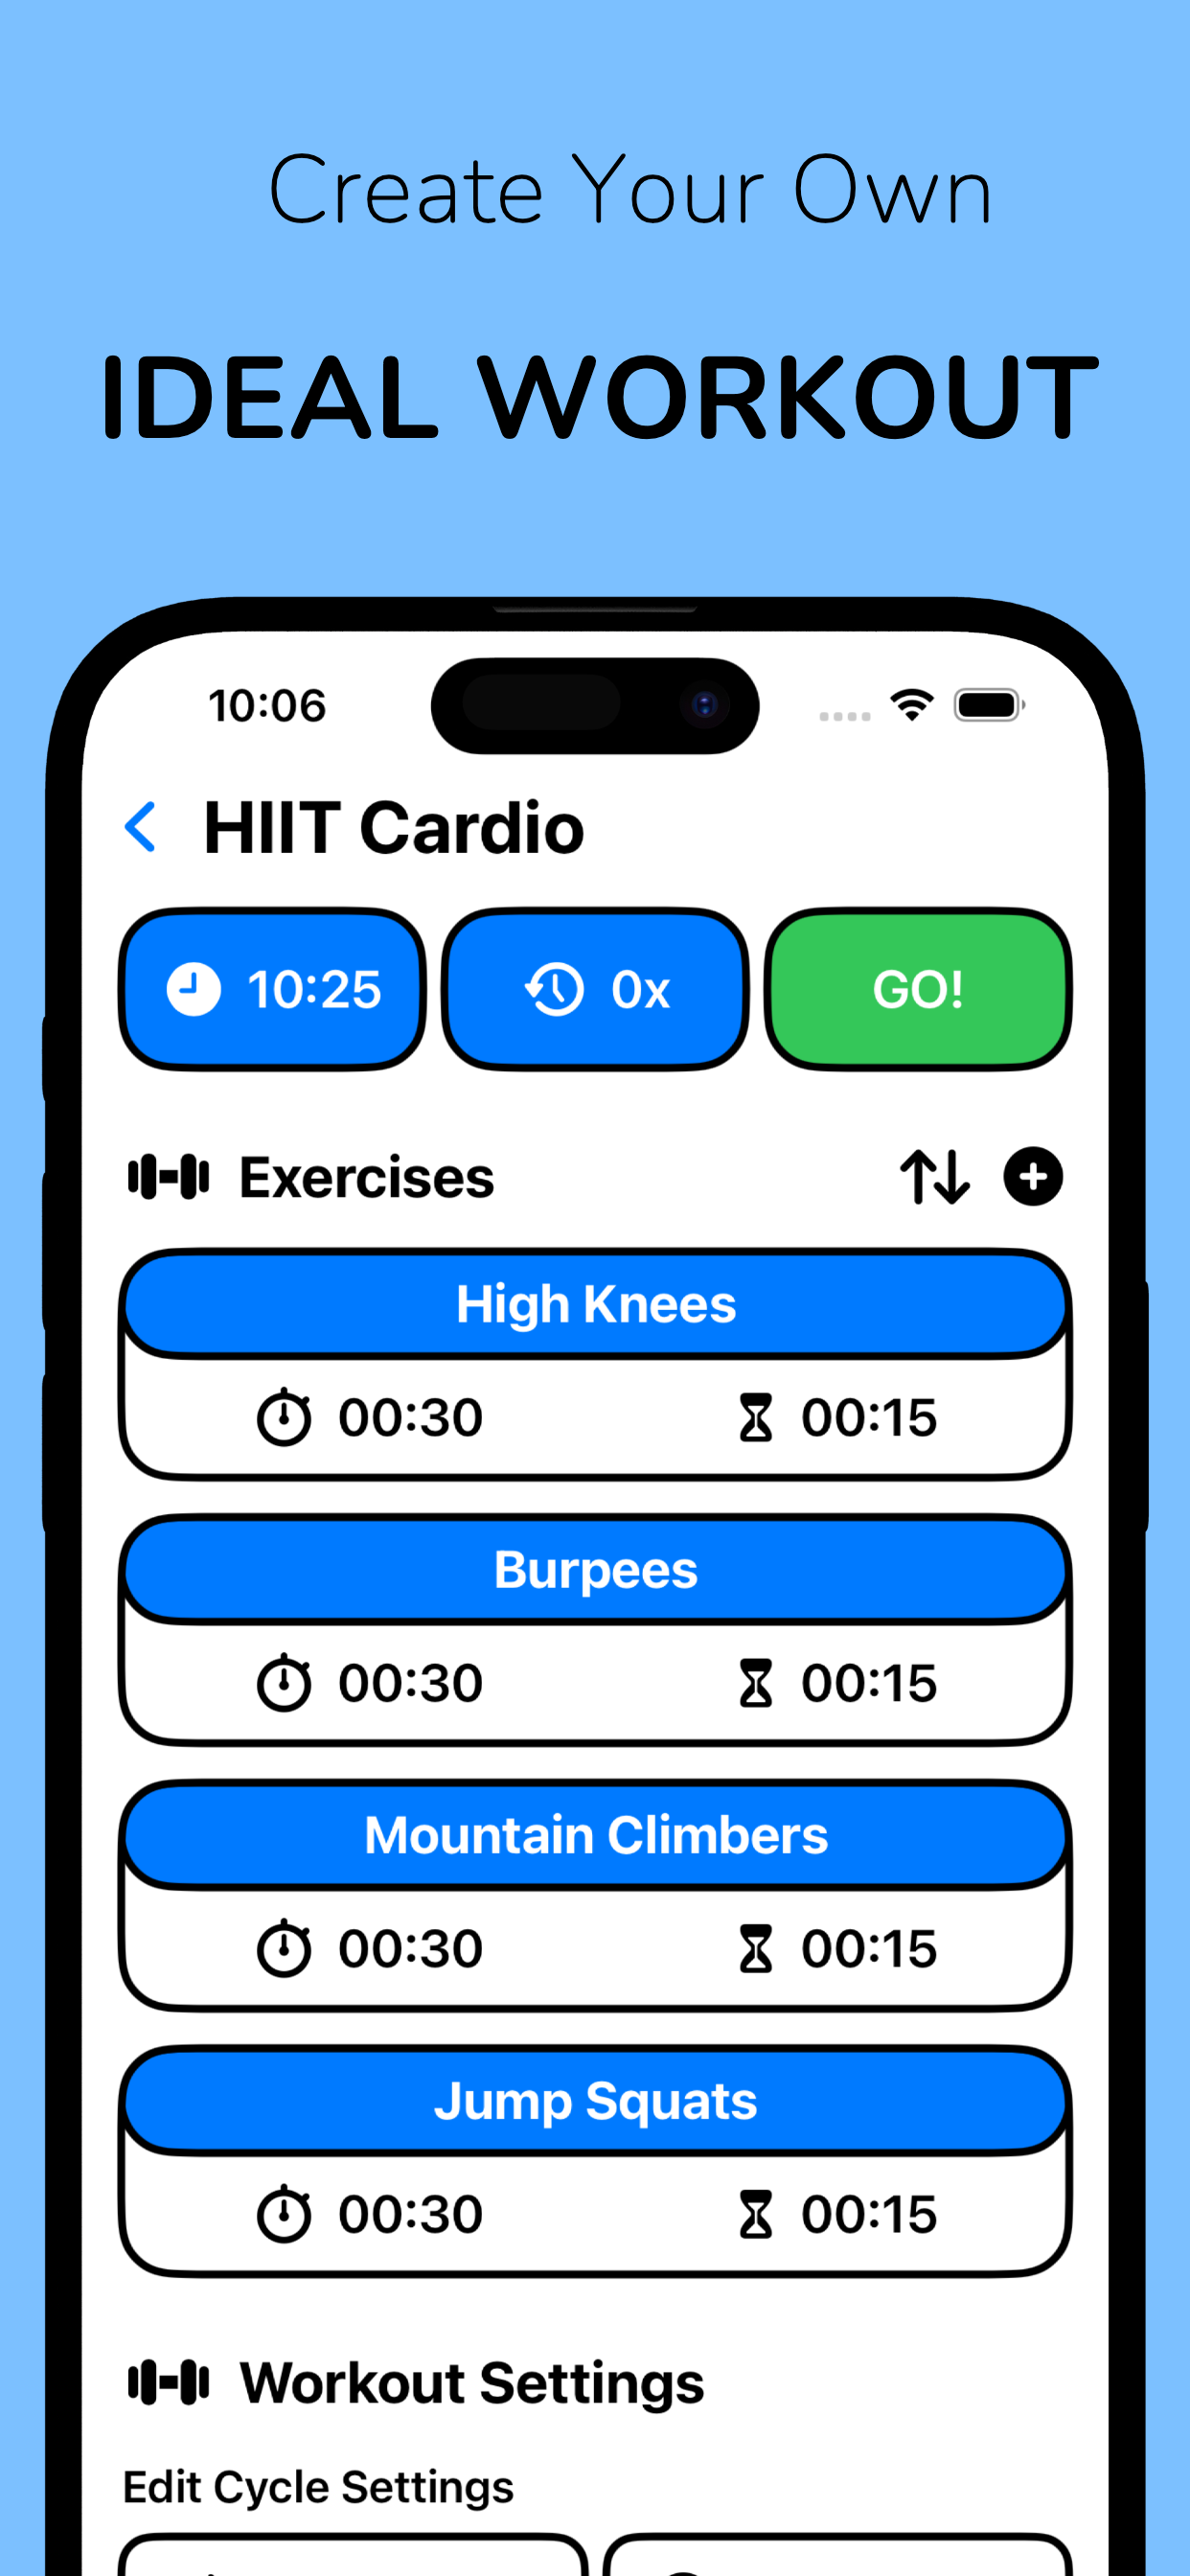 Create Your Own
IDEAL WORKOUT
10:06
HIIT Cardio
10:25
0x
GO!
Exercises
High Knees
00:30 00:15
Burpees
00:30 00:15
Mountain Climbers
00:30 00:15
Jump Squats
00:30 00:15
Workout Settings
Edit Cycle Settings